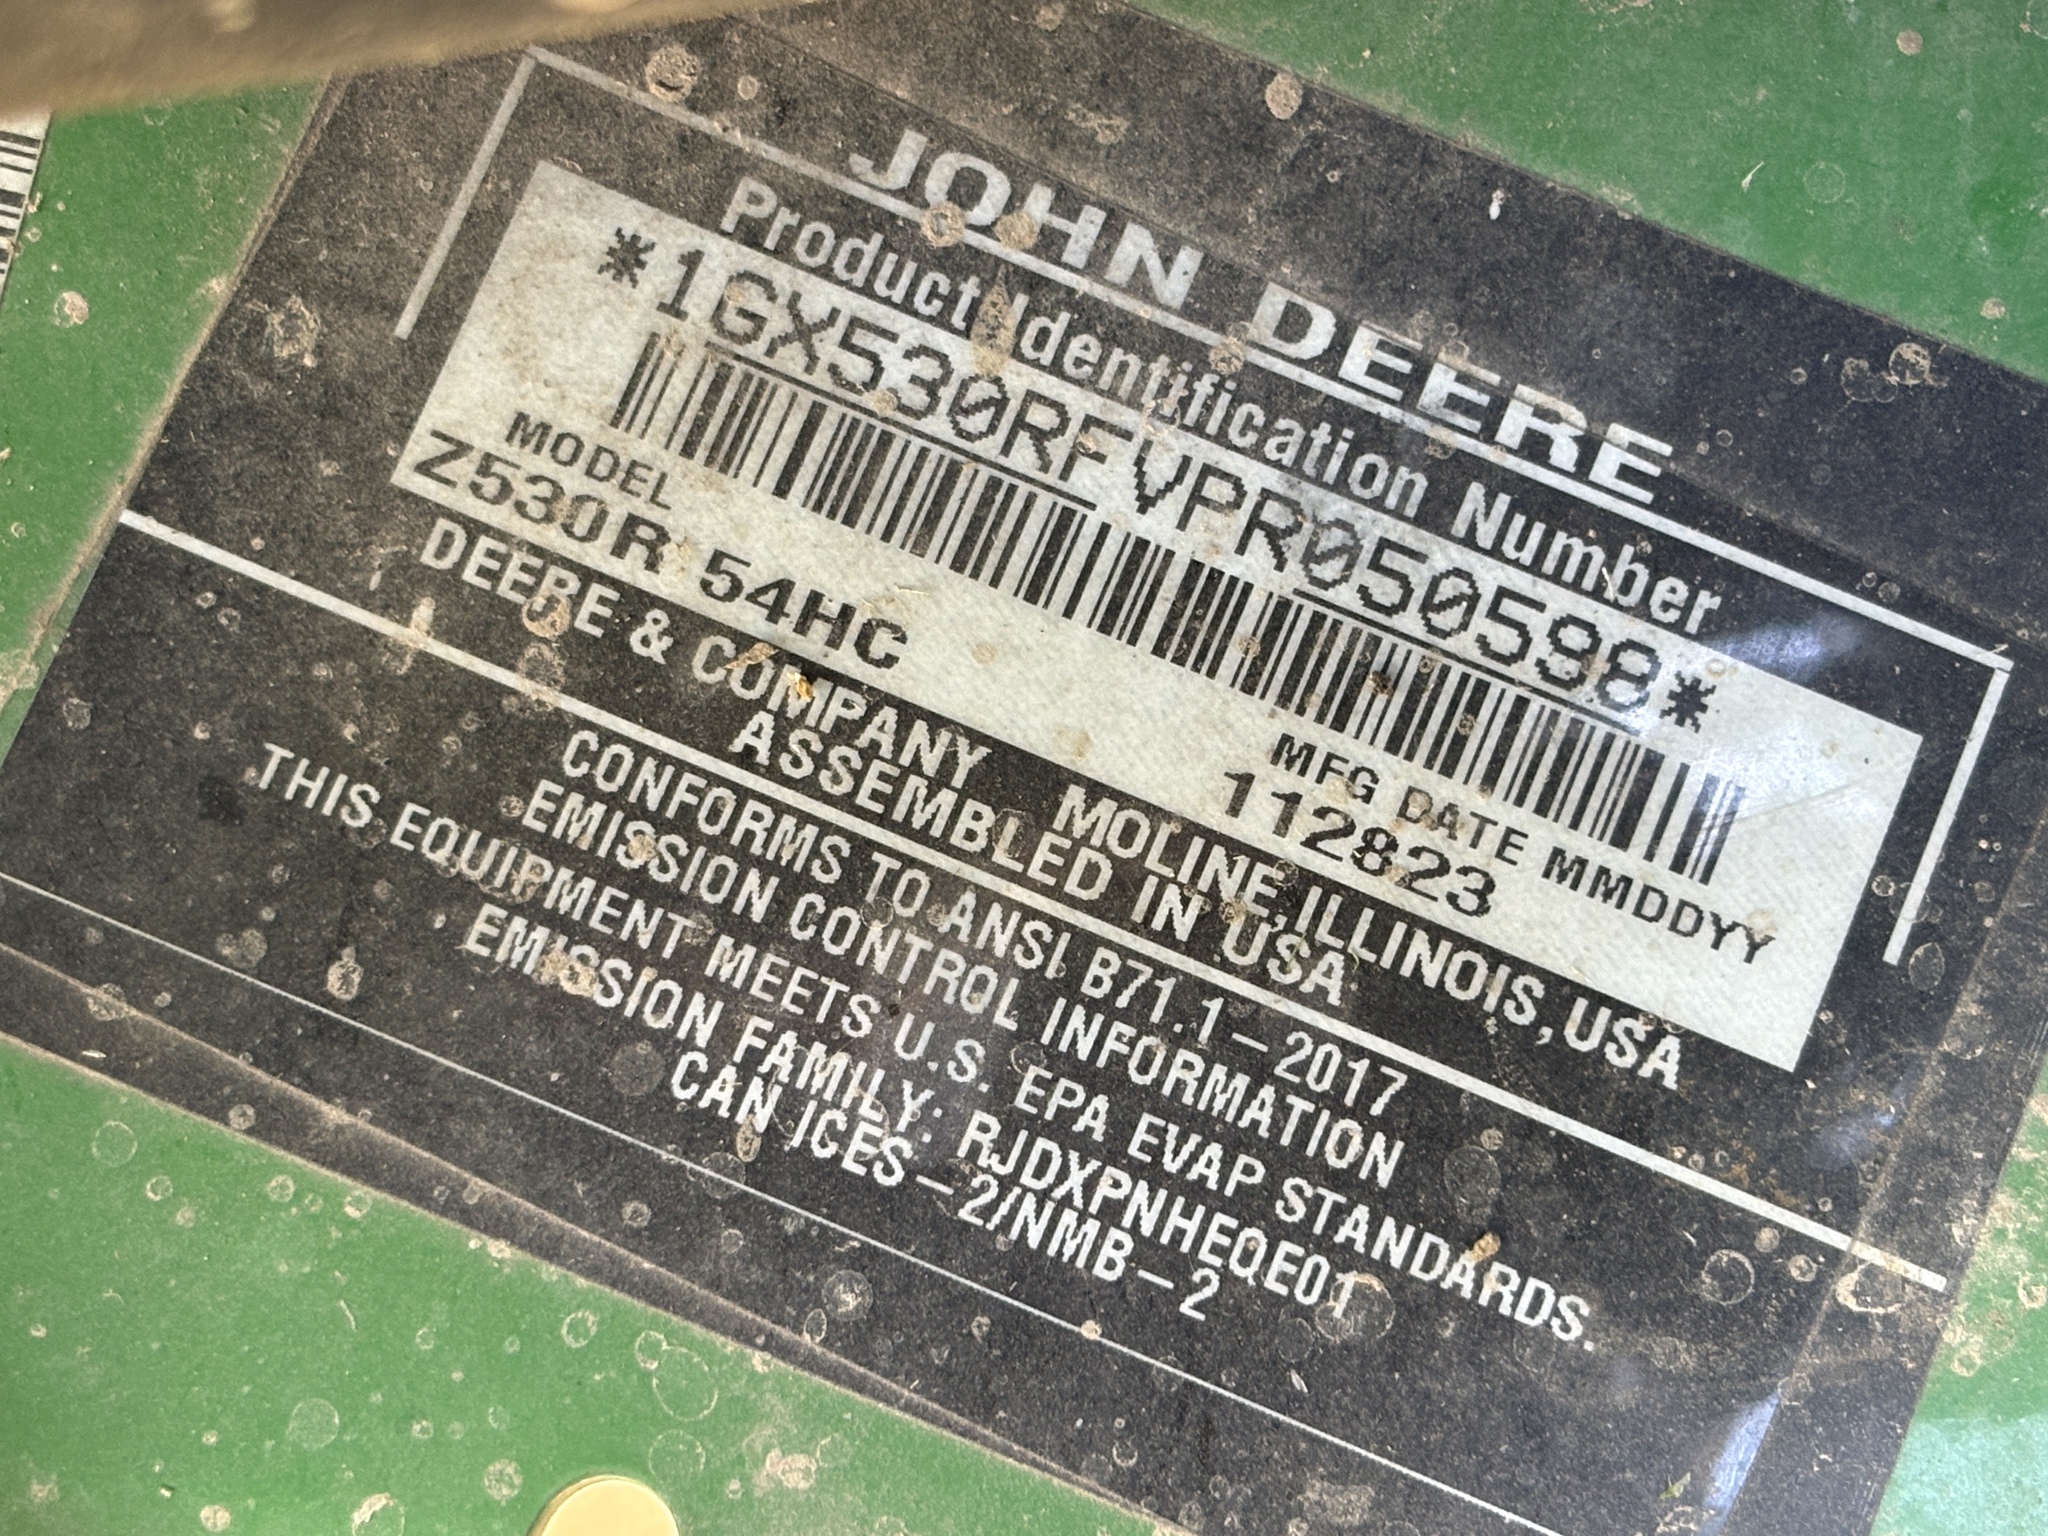 JOHN DEERE
Product Identification Number
*1GX530RFVPR050598*
MODEL
Z530R 54HC
MFG DATE MMDDYY
112823
DEERE & COMPANY MOLINE, ILLINOIS, USA
ASSEMBLED IN USA
CONFORMS TO ANSI B71.1-2017
EMISSION CONTROL INFORMATION
THIS EQUIPMENT MEETS U.S. EPA EVAP STANDARDS.
EMISSION FAMILY: RJDXPNHEQE01
CAN ICES-2/NMB-2